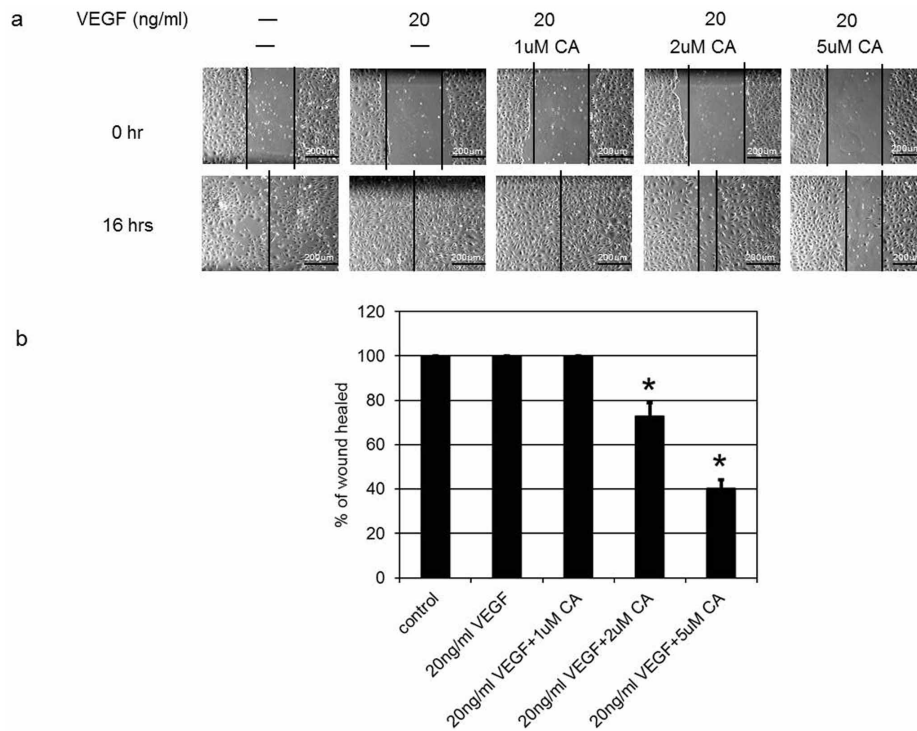 a
VEGF (ng/ml) — 20 20 20 20
— — 1uM CA 2uM CA 5uM CA
0 hr
200um 200um 200um 200um 200um
16 hrs
200um 200um 200um 200um 200um
b
% of wound healed
120
100
80
60
40
20
0
*
*
control
20ng/ml VEGF
20ng/ml VEGF+1uM CA
20ng/ml VEGF+2uM CA
20ng/ml VEGF+5uM CA